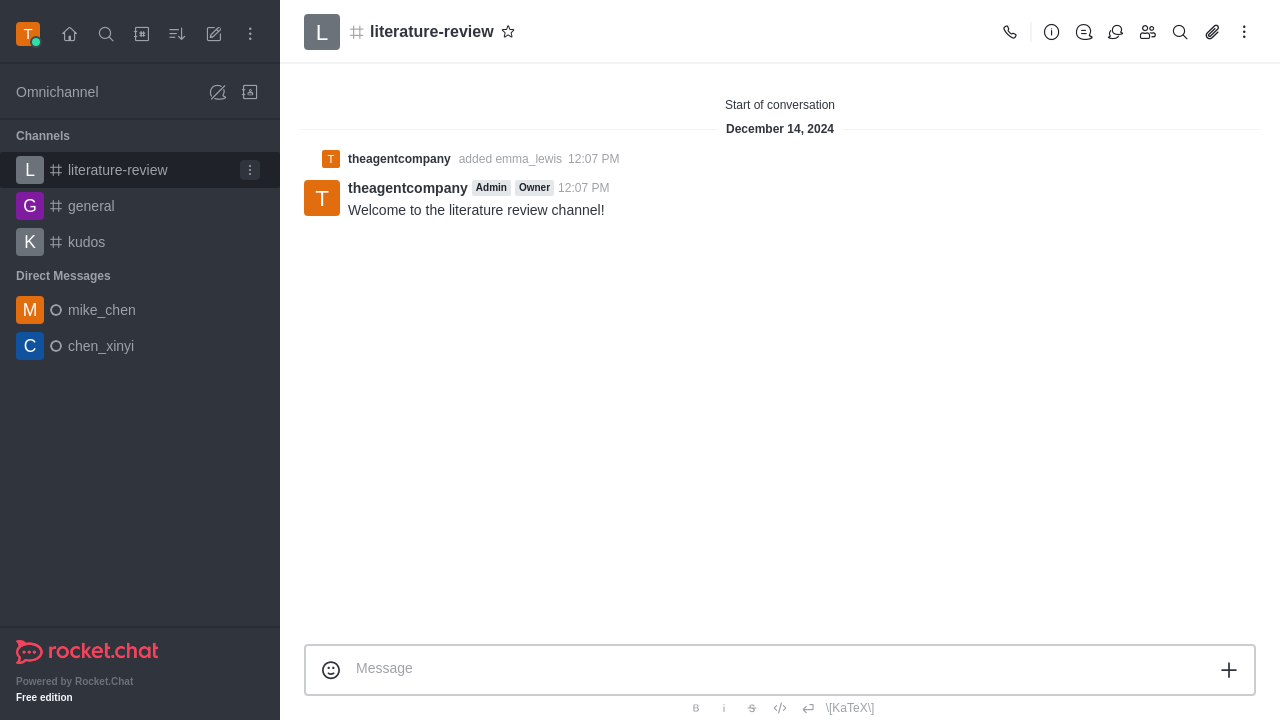 T
Omnichannel
Channels
L literature-review
G general
K kudos
Direct Messages
M mike_chen
C chen_xinyi
rocket.chat
Powered by Rocket.Chat
Free edition
L literature-review
Start of conversation
December 14, 2024
T theagentcompany added emma_lewis 12:07 PM
T theagentcompany Admin Owner 12:07 PM
Welcome to the literature review channel!
Message
B i S \[KaTeX\]